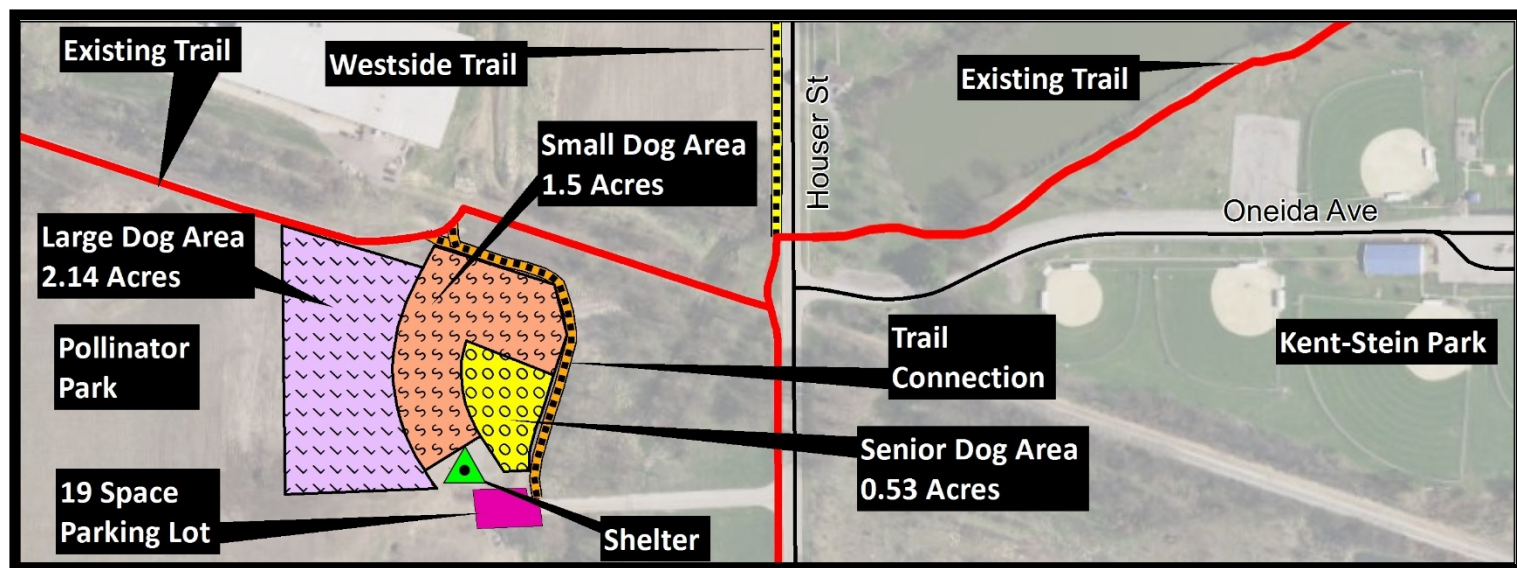 Existing Trail
Westside Trail
Houser St
Existing Trail
Small Dog Area
1.5 Acres
Oneida Ave
Large Dog Area
2.14 Acres
Pollinator
Park
Trail
Connection
Kent-Stein Park
Senior Dog Area
0.53 Acres
19 Space
Parking Lot
Shelter